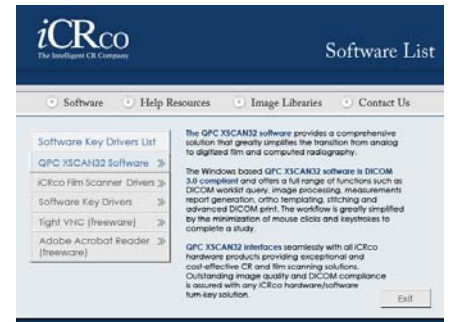 iCRco
The Intelligent CR Company
Software List
Software
Help Resources
Image Libraries
Contact Us
Software Key Drivers List
QPC XSCAN32 Software
iCRco Film Scanner Drivers
Software Key Drivers
Tight VNC (freeware)
Adobe Acrobat Reader
(freeware)
The QPC XSCAN32 software provides a comprehensive
solution that greatly simplifies the transition from analog
to digitized film and computed radiography.
The Windows based QPC XSCAN32 software is DICOM
3.0 compliant and offers a full range of functions such as
DICOM worklist query, image processing, measurements
report generation, ortho templating, stitching and
advanced DICOM print. The workflow is greatly simplified
by the minimization of mouse clicks and keystrokes to
complete a study.
QPC XSCAN32 interfaces seamlessly with all iCRco
hardware products providing exceptional and
cost-effective CR and film scanning solutions.
Outstanding image quality and DICOM compliance
is assured with any iCRco hardware/software
turn-key solution.
Exit